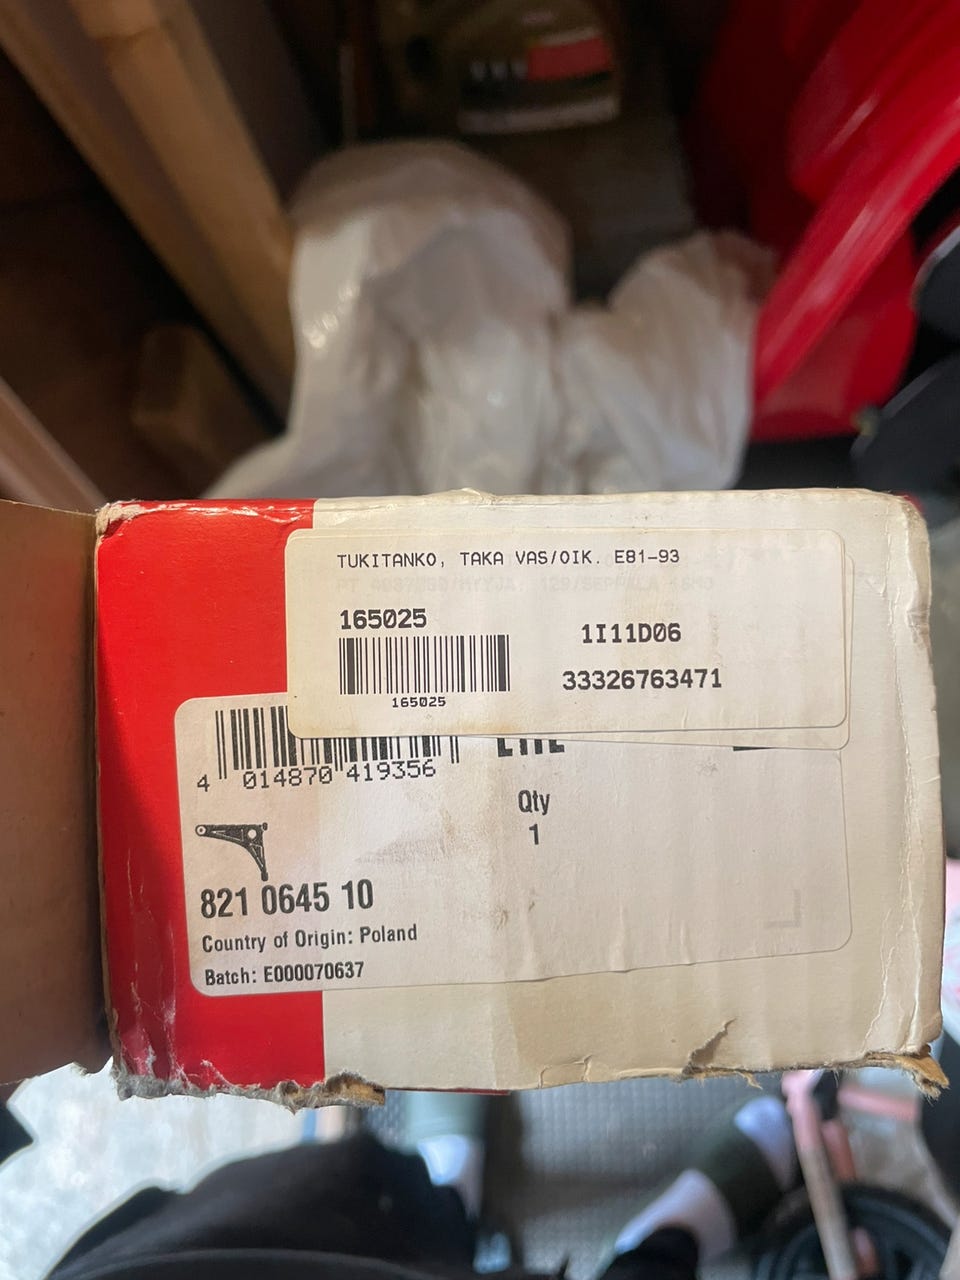 TUKITANKO, TAKA VAS/OIK. E81-93
165025
1I11D06
165025
33326763471
4 014870 419356
Qty
1
821 0645 10
Country of Origin: Poland
Batch: E000070637